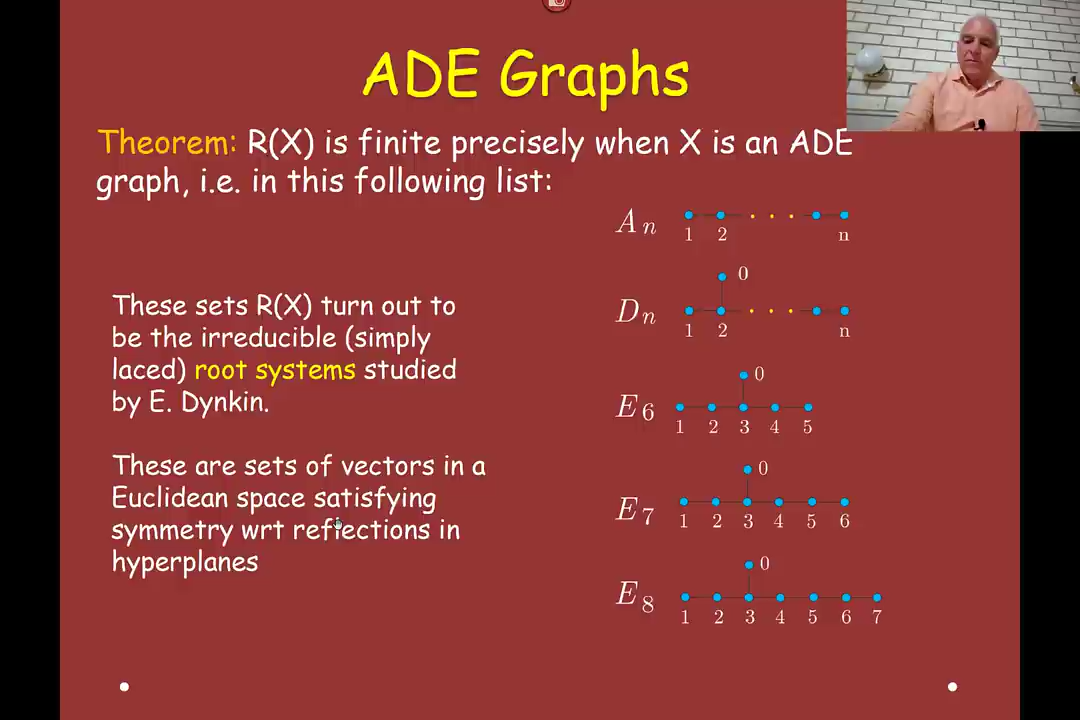 ADE Graphs
Theorem: R(X) is finite precisely when X is an ADE
graph, i.e. in this following list:
These sets R(X) turn out to
be the irreducible (simply
laced) root systems studied
by E. Dynkin.
These are sets of vectors in a
Euclidean space satisfying
symmetry wrt reflections in
hyperplanes
A n
1 2 n
0
D n
1 2 n
0
E 6
1 2 3 4 5
0
E 7
1 2 3 4 5 6
0
E 8
1 2 3 4 5 6 7